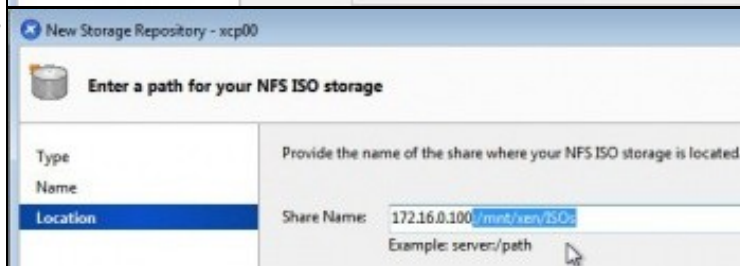 New Storage Repository - xcp00
Enter a path for your NFS ISO storage
Type
Provide the name of the share where your NFS ISO storage is located
Name
Location
Share Name: 172.16.0.100:/mnt/xen/ISOs
Example: server:/path